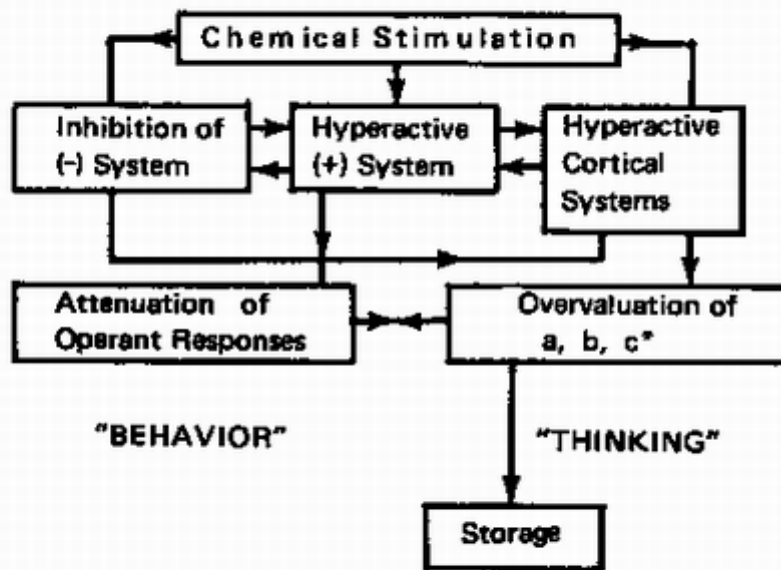 Chemical Stimulation
Inhibition of
(-) System
Hyperactive
(+) System
Hyperactive
Cortical
Systems
Attenuation of
Operant Responses
Overvaluation of
a, b, c*
"BEHAVIOR"
"THINKING"
Storage